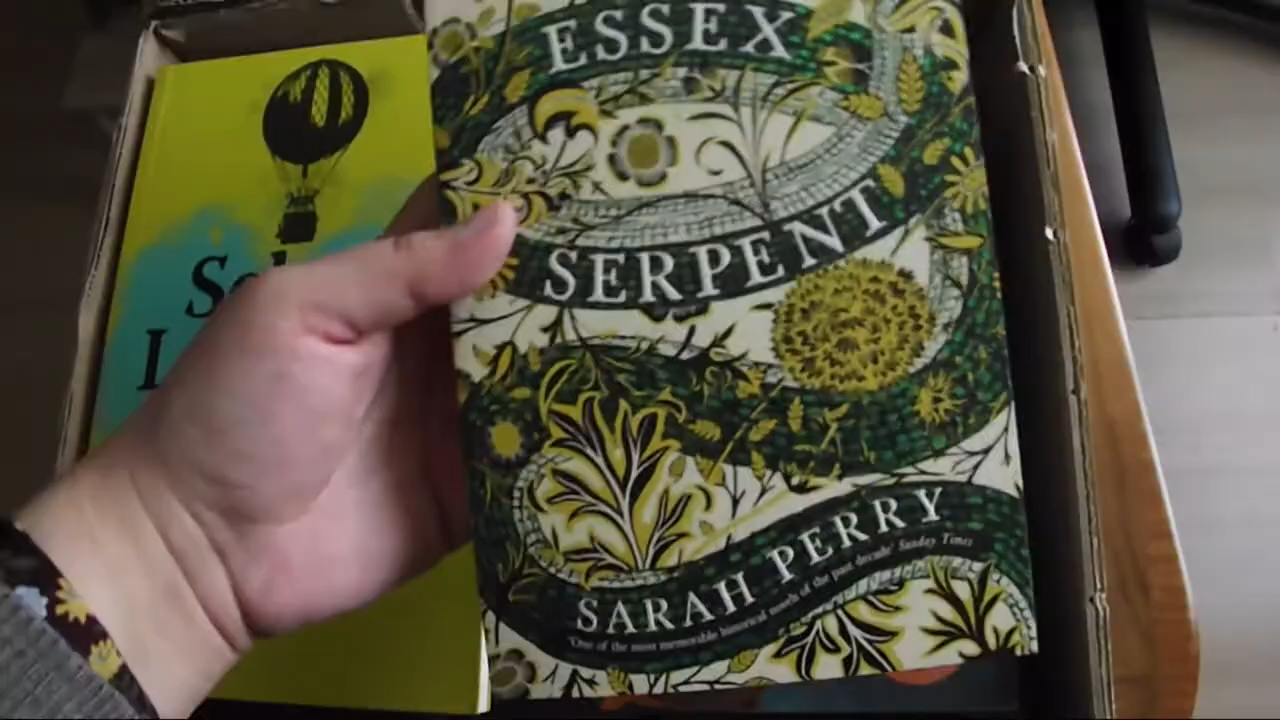 ESSEX
SERPENT
SARAH PERRY
'One of the most memorable historical novels of the past decade' Sunday Times